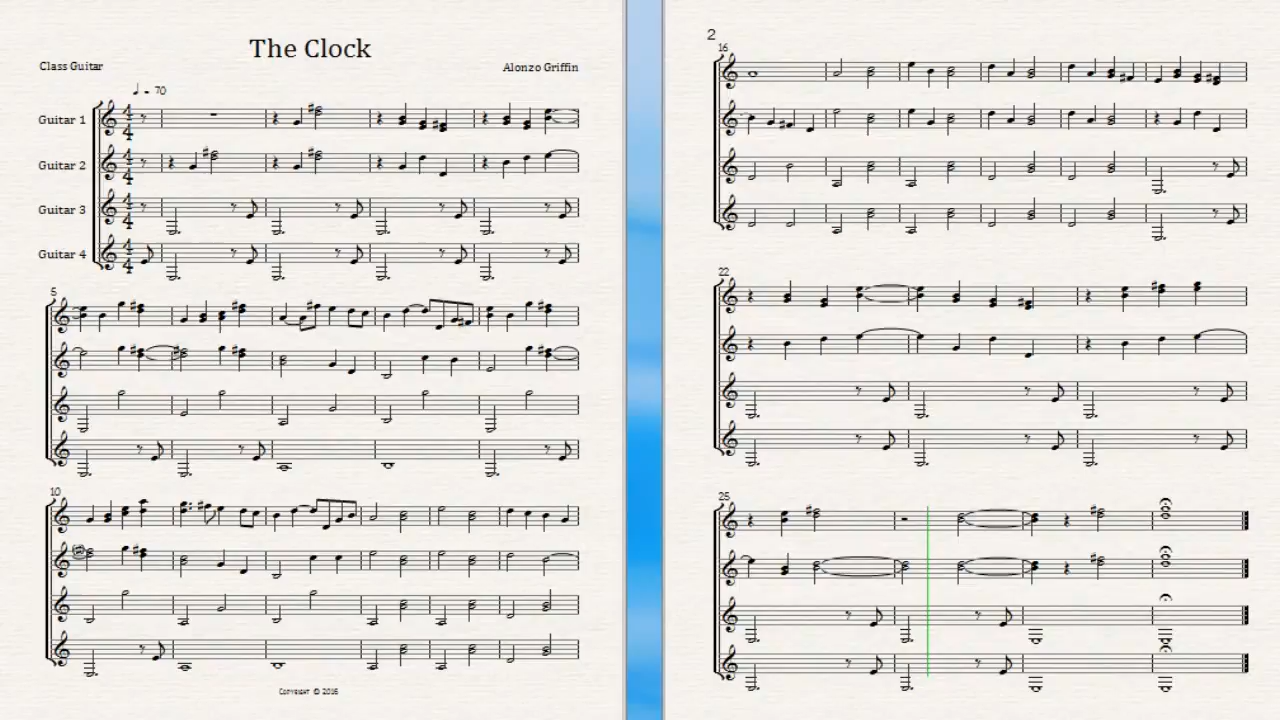 The Clock
Class Guitar
Alonzo Griffin
♩ = 70
Guitar 1
Guitar 2
Guitar 3
Guitar 4
5
10
Copyright © 2016
2
16
22
25